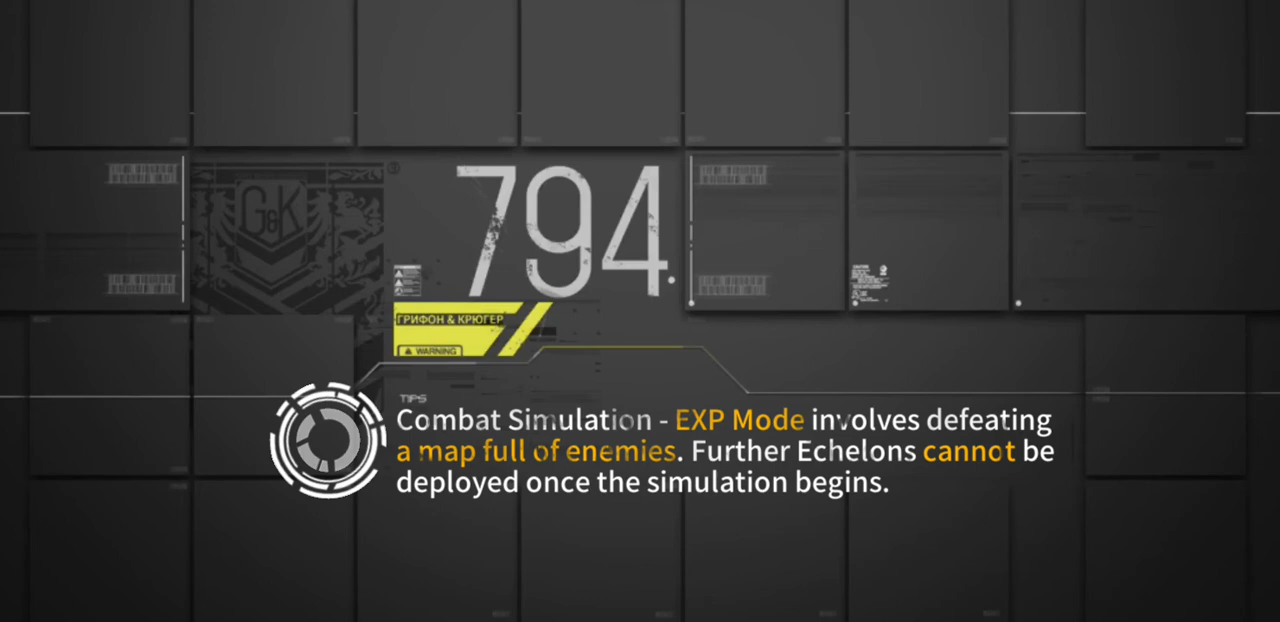 G&K
794.
ГРИФОН & КРЮГЕР
WARNING
TIPS
Combat Simulation - EXP Mode involves defeating
a map full of enemies. Further Echelons cannot be
deployed once the simulation begins.